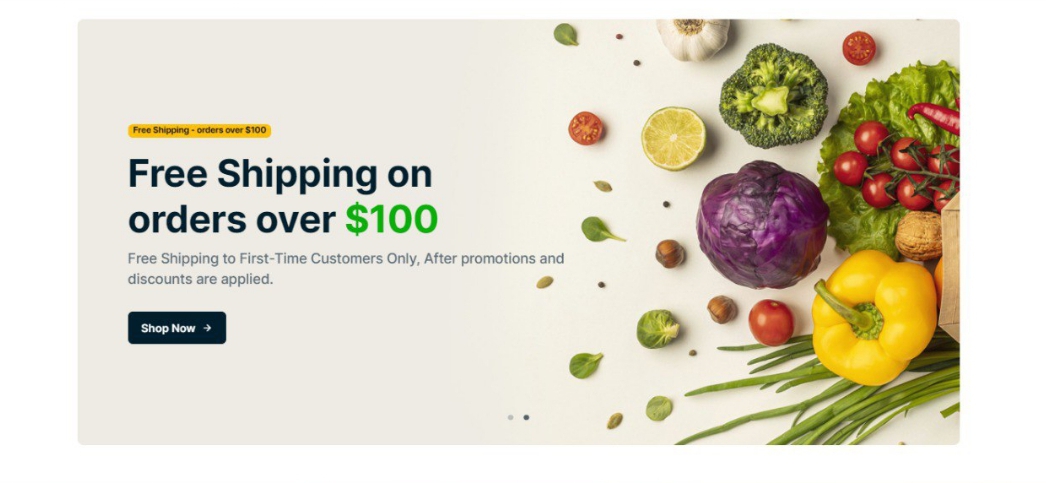 Free Shipping - orders over $100
Free Shipping on
orders over $100
Free Shipping to First-Time Customers Only, After promotions and
discounts are applied.
Shop Now →